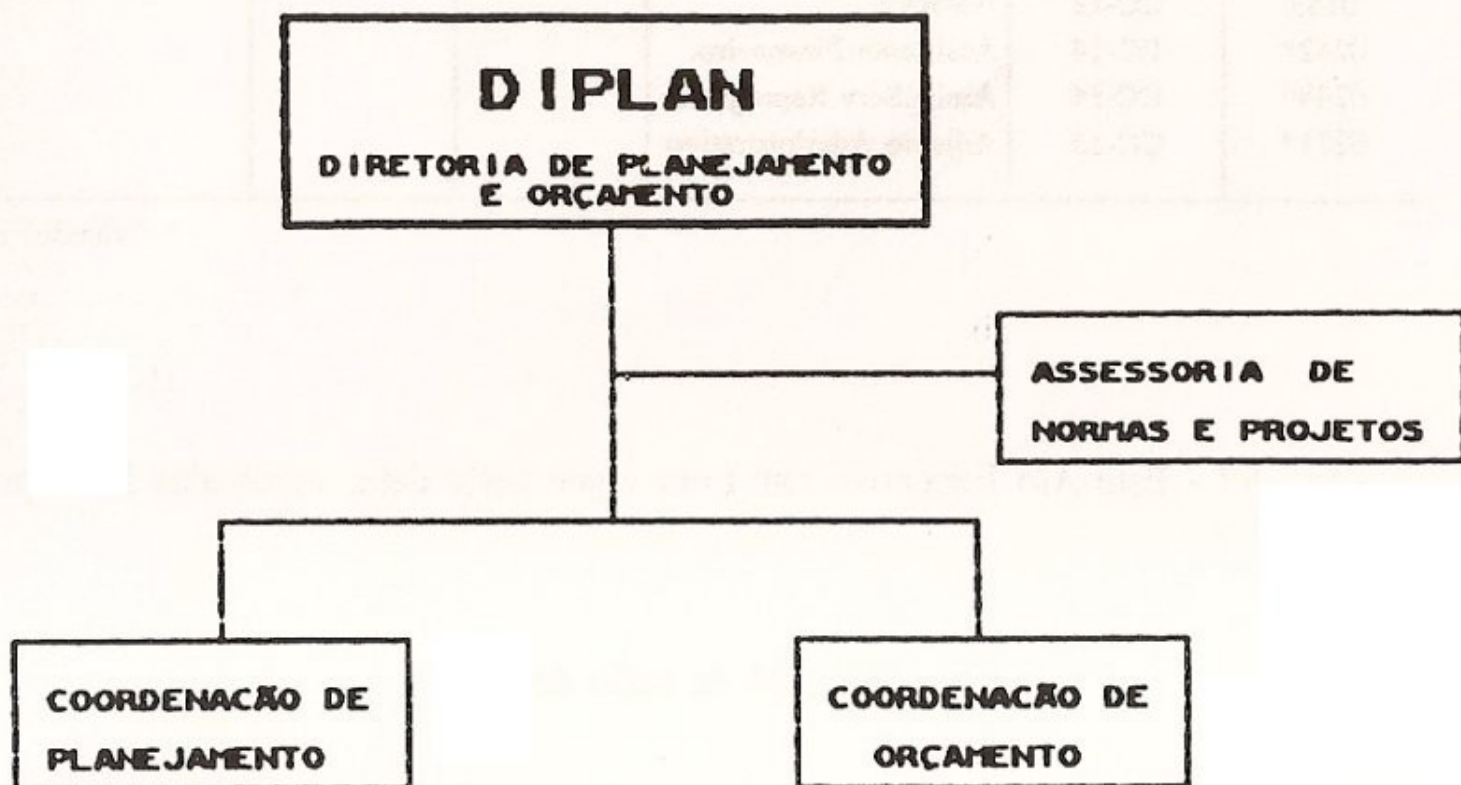 DIPLAN
DIRETORIA DE PLANEJAMENTO
E ORÇAMENTO
ASSESSORIA DE
NORMAS E PROJETOS
COORDENACÃO DE
PLANEJAMENTO
COORDENACÃO DE
ORÇAMENTO